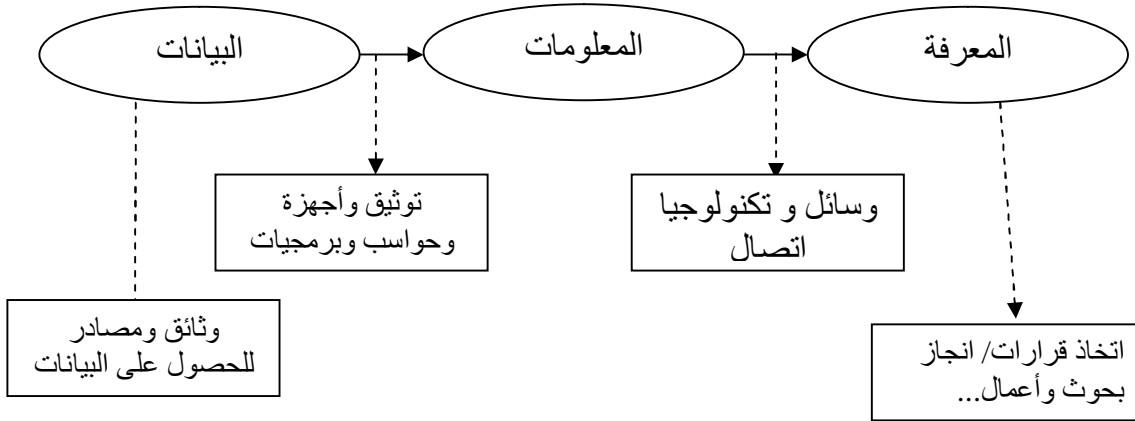 البيانات
المعلومات
المعرفة
توثيق وأجهزة
وحواسب وبرمجيات
وسائل و تكنولوجيا
اتصال
وثائق ومصادر
للحصول على البيانات
اتخاذ قرارات/ انجاز
بحوث وأعمال...